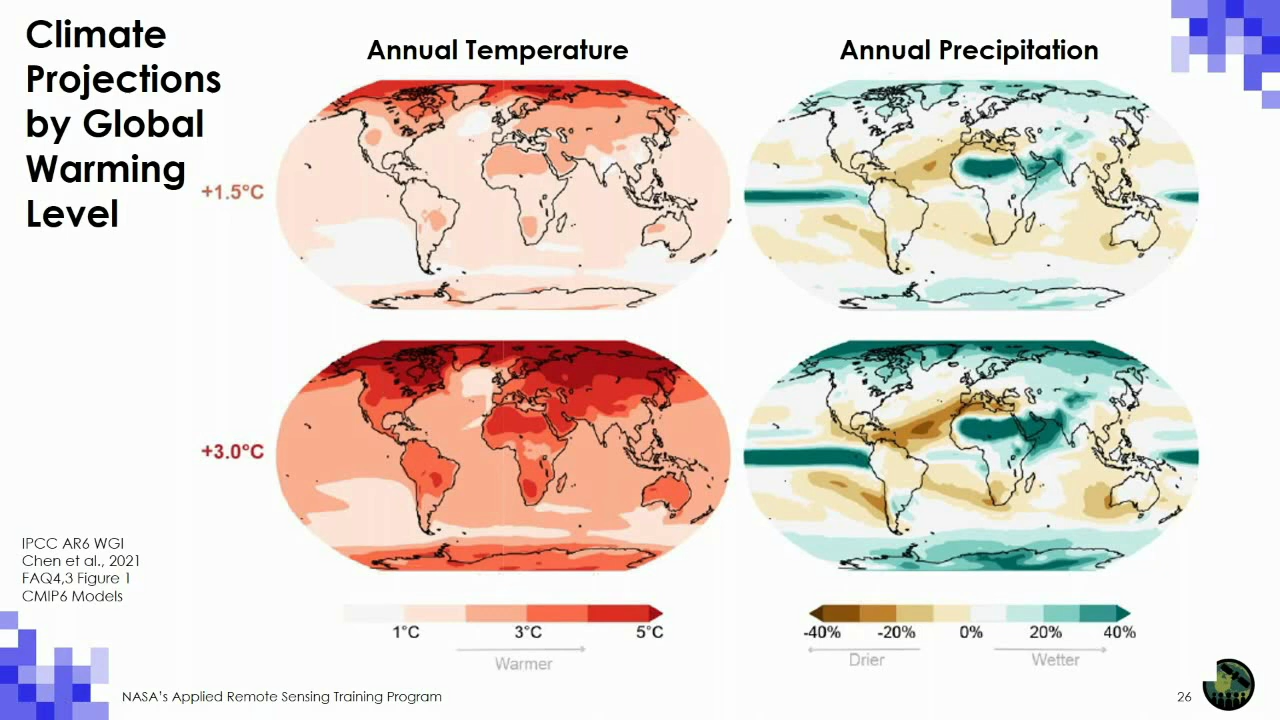 Climate
Projections
by Global
Warming
Level
Annual Temperature
Annual Precipitation
+1.5°C
+3.0°C
IPCC AR6 WGI
Chen et al., 2021
FAQ4,3 Figure 1
CMIP6 Models
1°C 3°C 5°C
Warmer
-40% -20% 0% 20% 40%
Drier Wetter
NASA's Applied Remote Sensing Training Program
26